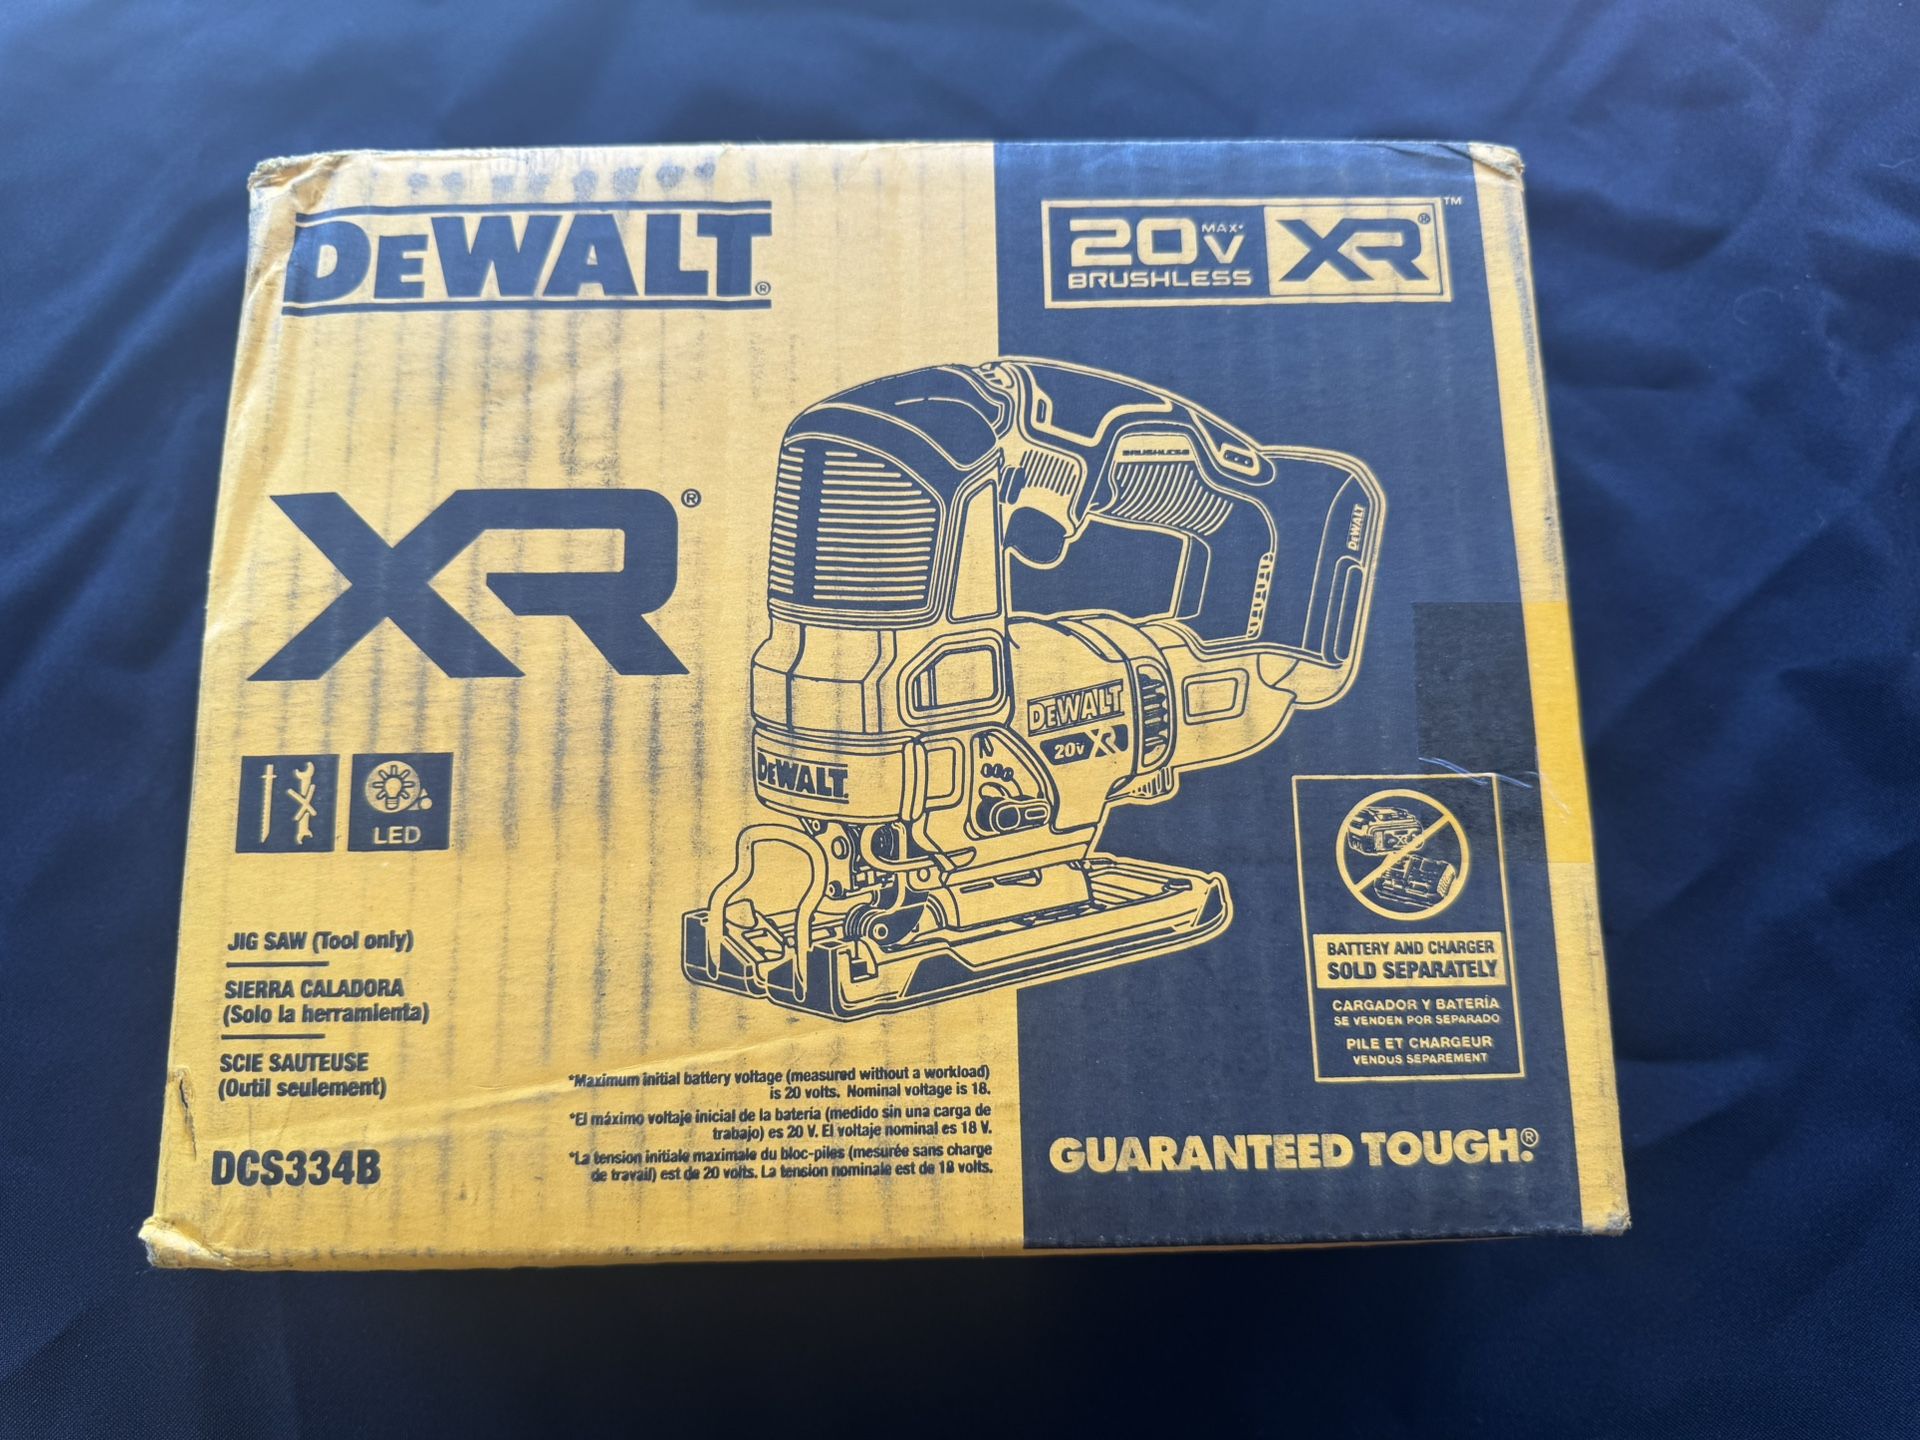 DEWALT®
20V MAX* XR® ™
BRUSHLESS
XR®
BRUSHLESS
DEWALT
DEWALT
20V XR
DEWALT
LED
JIG SAW (Tool only)
SIERRA CALADORA
(Solo la herramienta)
SCIE SAUTEUSE
(Outil seulement)
DCS334B
*Maximum initial battery voltage (measured without a workload)
is 20 volts. Nominal voltage is 18.
*El máximo voltaje inicial de la batería (medido sin una carga de
trabajo) es 20 V. El voltaje nominal es 18 V.
*La tension initiale maximale du bloc-piles (mesurée sans charge
de travail) est de 20 volts. La tension nominale est de 18 volts.
BATTERY AND CHARGER
SOLD SEPARATELY
CARGADOR Y BATERÍA
SE VENDEN POR SEPARADO
PILE ET CHARGEUR
VENDUS SÉPARÉMENT
GUARANTEED TOUGH.®